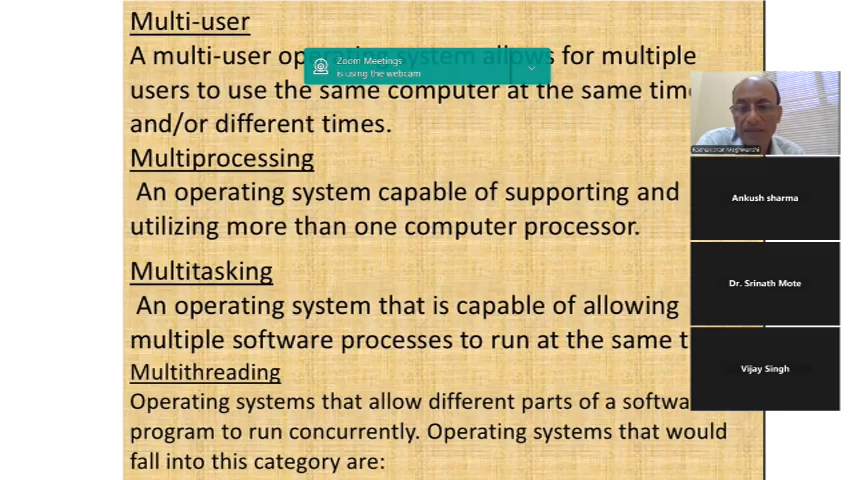 Multi-user
A multi-user operating system allows for multiple
Zoom Meetings
is using the webcam
users to use the same computer at the same
and/or different times.
Multiprocessing
An operating system capable of supporting and
utilizing more than one computer processor.
Multitasking
An operating system that is capable of allowing
multiple software processes to run at the same
Multithreading
Operating systems that allow different parts of a
program to run concurrently. Operating systems that would
fall into this category are:
Ankush sharma
Dr. Srinath Mote
Vijay Singh